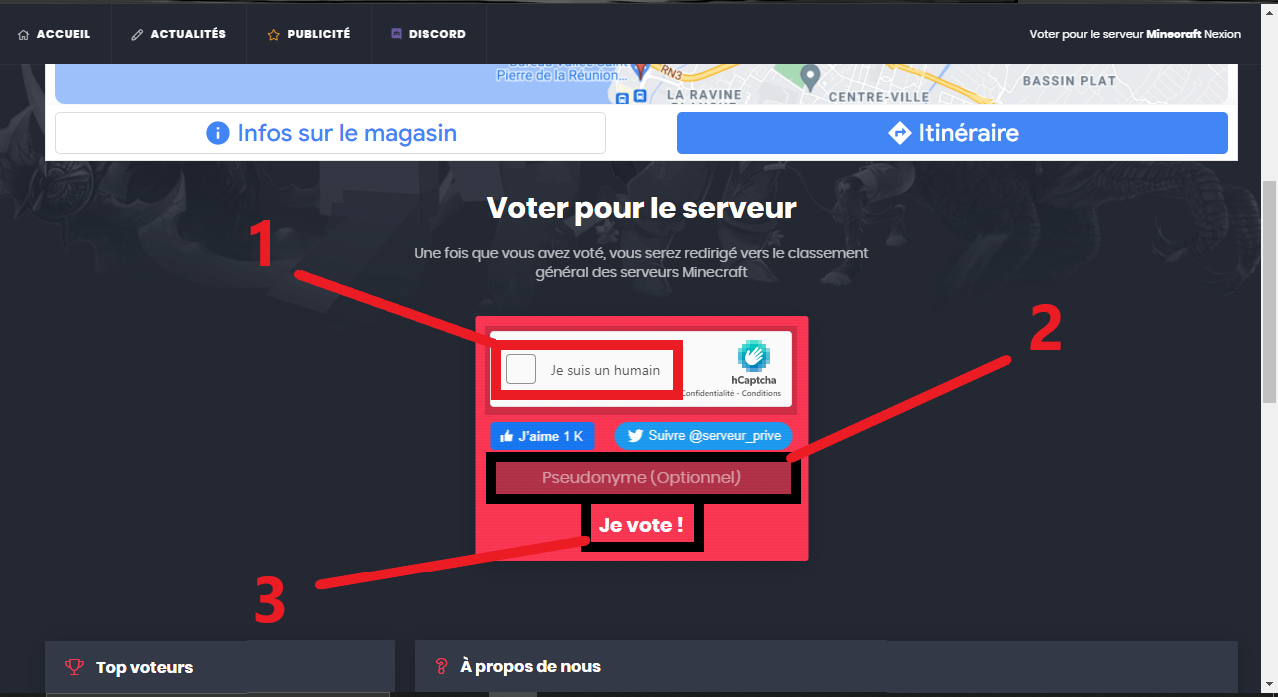 ACCUEIL
ACTUALITÉS
PUBLICITÉ
DISCORD
Voter pour le serveur Minecraft Nexion
Pierre de la Réunion...
RN3
LA RAVINE
BASSIN PLAT
CENTRE-VILLE
Infos sur le magasin
Itinéraire
Voter pour le serveur
1
Une fois que vous avez voté, vous serez redirigé vers le classement
général des serveurs Minecraft
2
Je suis un humain
hCaptcha
Confidentialité - Conditions
J'aime 1 K
Suivre @serveur_prive
Pseudonyme (Optionnel)
Je vote !
3
Top voteurs
À propos de nous